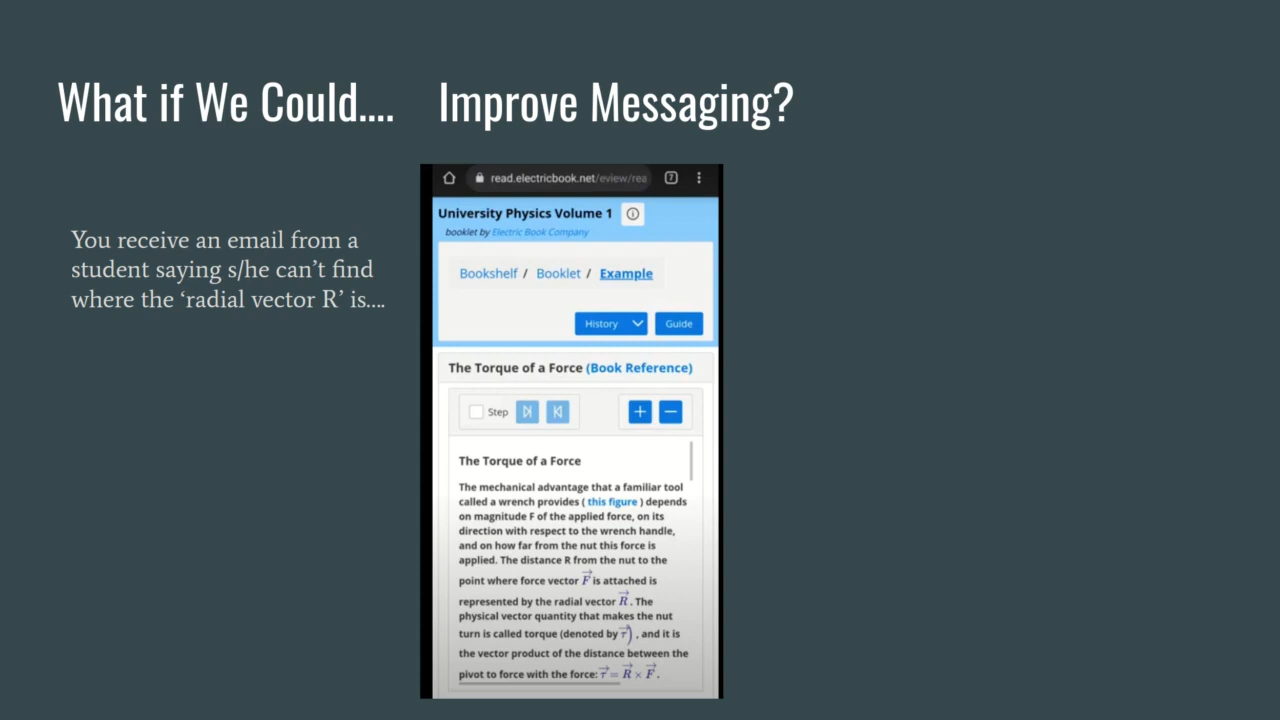 What if We Could.... Improve Messaging?
You receive an email from a
student saying s/he can't find
where the 'radial vector R' is....
read.electricbook.net/eview/rea
7
University Physics Volume 1
booklet by Electric Book Company
Bookshelf / Booklet / Example
History Guide
The Torque of a Force (Book Reference)
Step + −
The Torque of a Force
The mechanical advantage that a familiar tool
called a wrench provides ( this figure ) depends
on magnitude F of the applied force, on its
direction with respect to the wrench handle,
and on how far from the nut this force is
applied. The distance R from the nut to the
point where force vector F⃗ is attached is
represented by the radial vector R⃗ . The
physical vector quantity that makes the nut
turn is called torque (denoted by τ⃗) , and it is
the vector product of the distance between the
pivot to force with the force: τ⃗ = R⃗ × F⃗ .